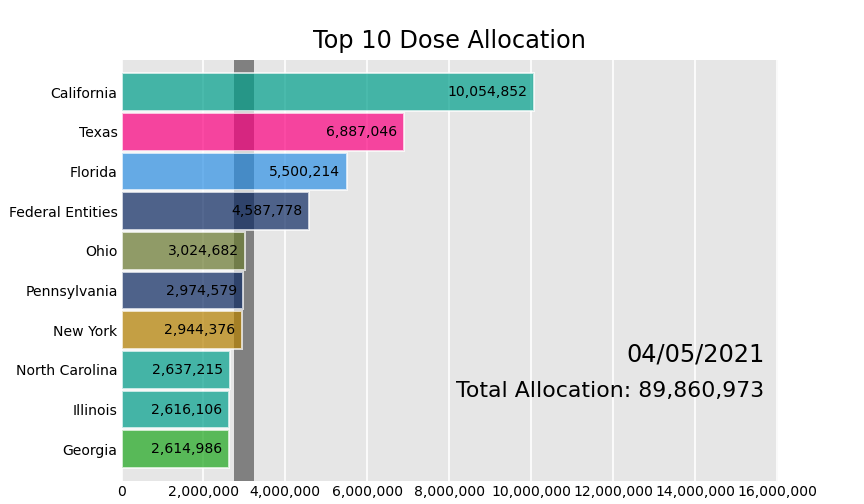 Top 10 Dose Allocation
California 10,054,852
Texas 6,887,046
Florida 5,500,214
Federal Entities 4,587,778
Ohio 3,024,682
Pennsylvania 2,974,579
New York 2,944,376
04/05/2021
North Carolina 2,637,215
Total Allocation: 89,860,973
Illinois 2,616,106
Georgia 2,614,986
0 2,000,000 4,000,000 6,000,000 8,000,000 10,000,000 12,000,000 14,000,000 16,000,000